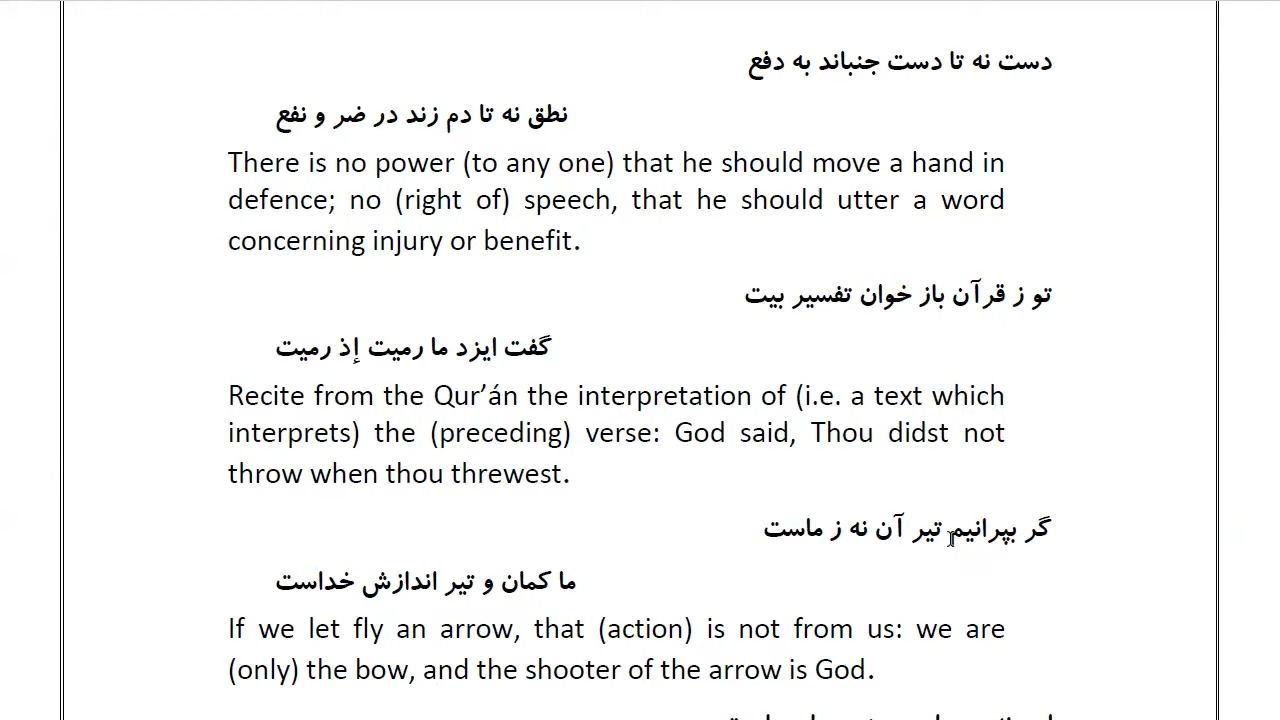 دست نه تا دست جنباند به دفع
نطق نه تا دم زند در ضر و نفع
There is no power (to any one) that he should move a hand in
defence; no (right of) speech, that he should utter a word
concerning injury or benefit.
تو ز قرآن باز خوان تفسیر بیت
گفت ایزد ما رمیت إذ رمیت
Recite from the Qur’án the interpretation of (i.e. a text which
interprets) the (preceding) verse: God said, Thou didst not
throw when thou threwest.
گر بپرانیم تیر آن نه ز ماست
ما کمان و تیر اندازش خداست
If we let fly an arrow, that (action) is not from us: we are
(only) the bow, and the shooter of the arrow is God.